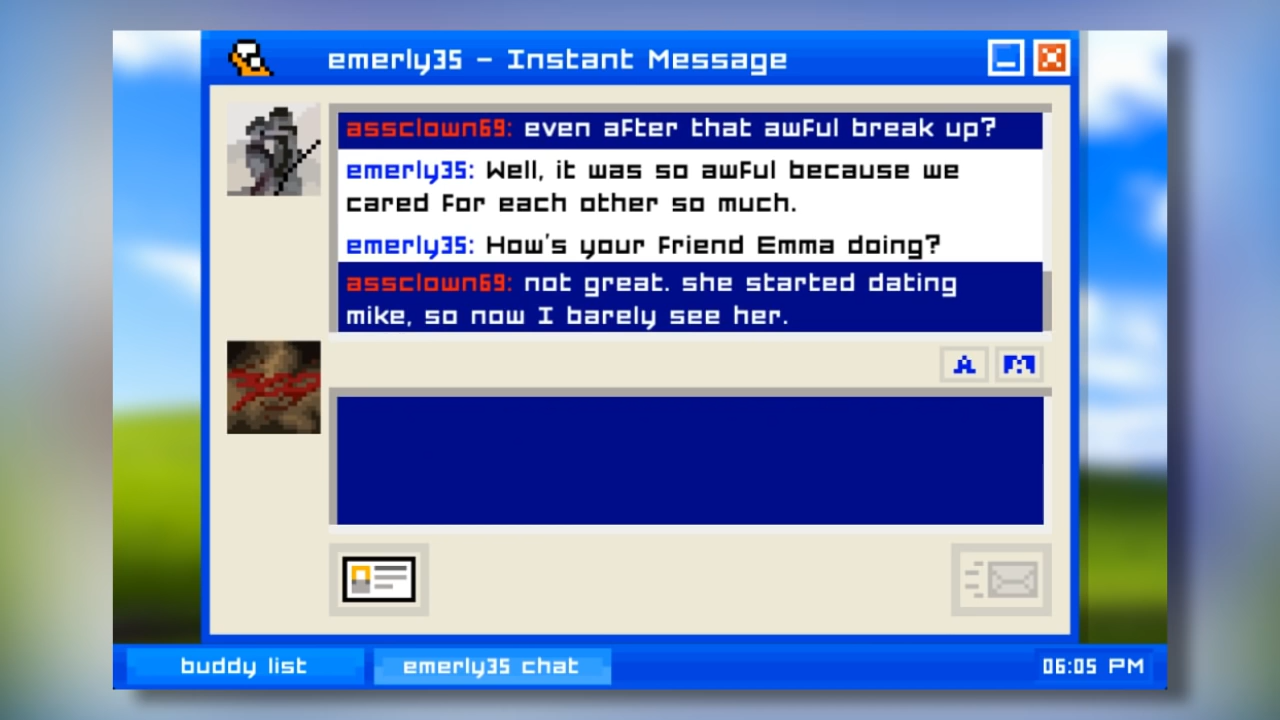 emerly35 - Instant Message
assclown69: even after that awful break up?
emerly35: Well, it was so awful because we
cared for each other so much.
emerly35: How's your friend Emma doing?
assclown69: not great. she started dating
mike, so now I barely see her.
A
buddy list
emerly35 chat
06:05 PM